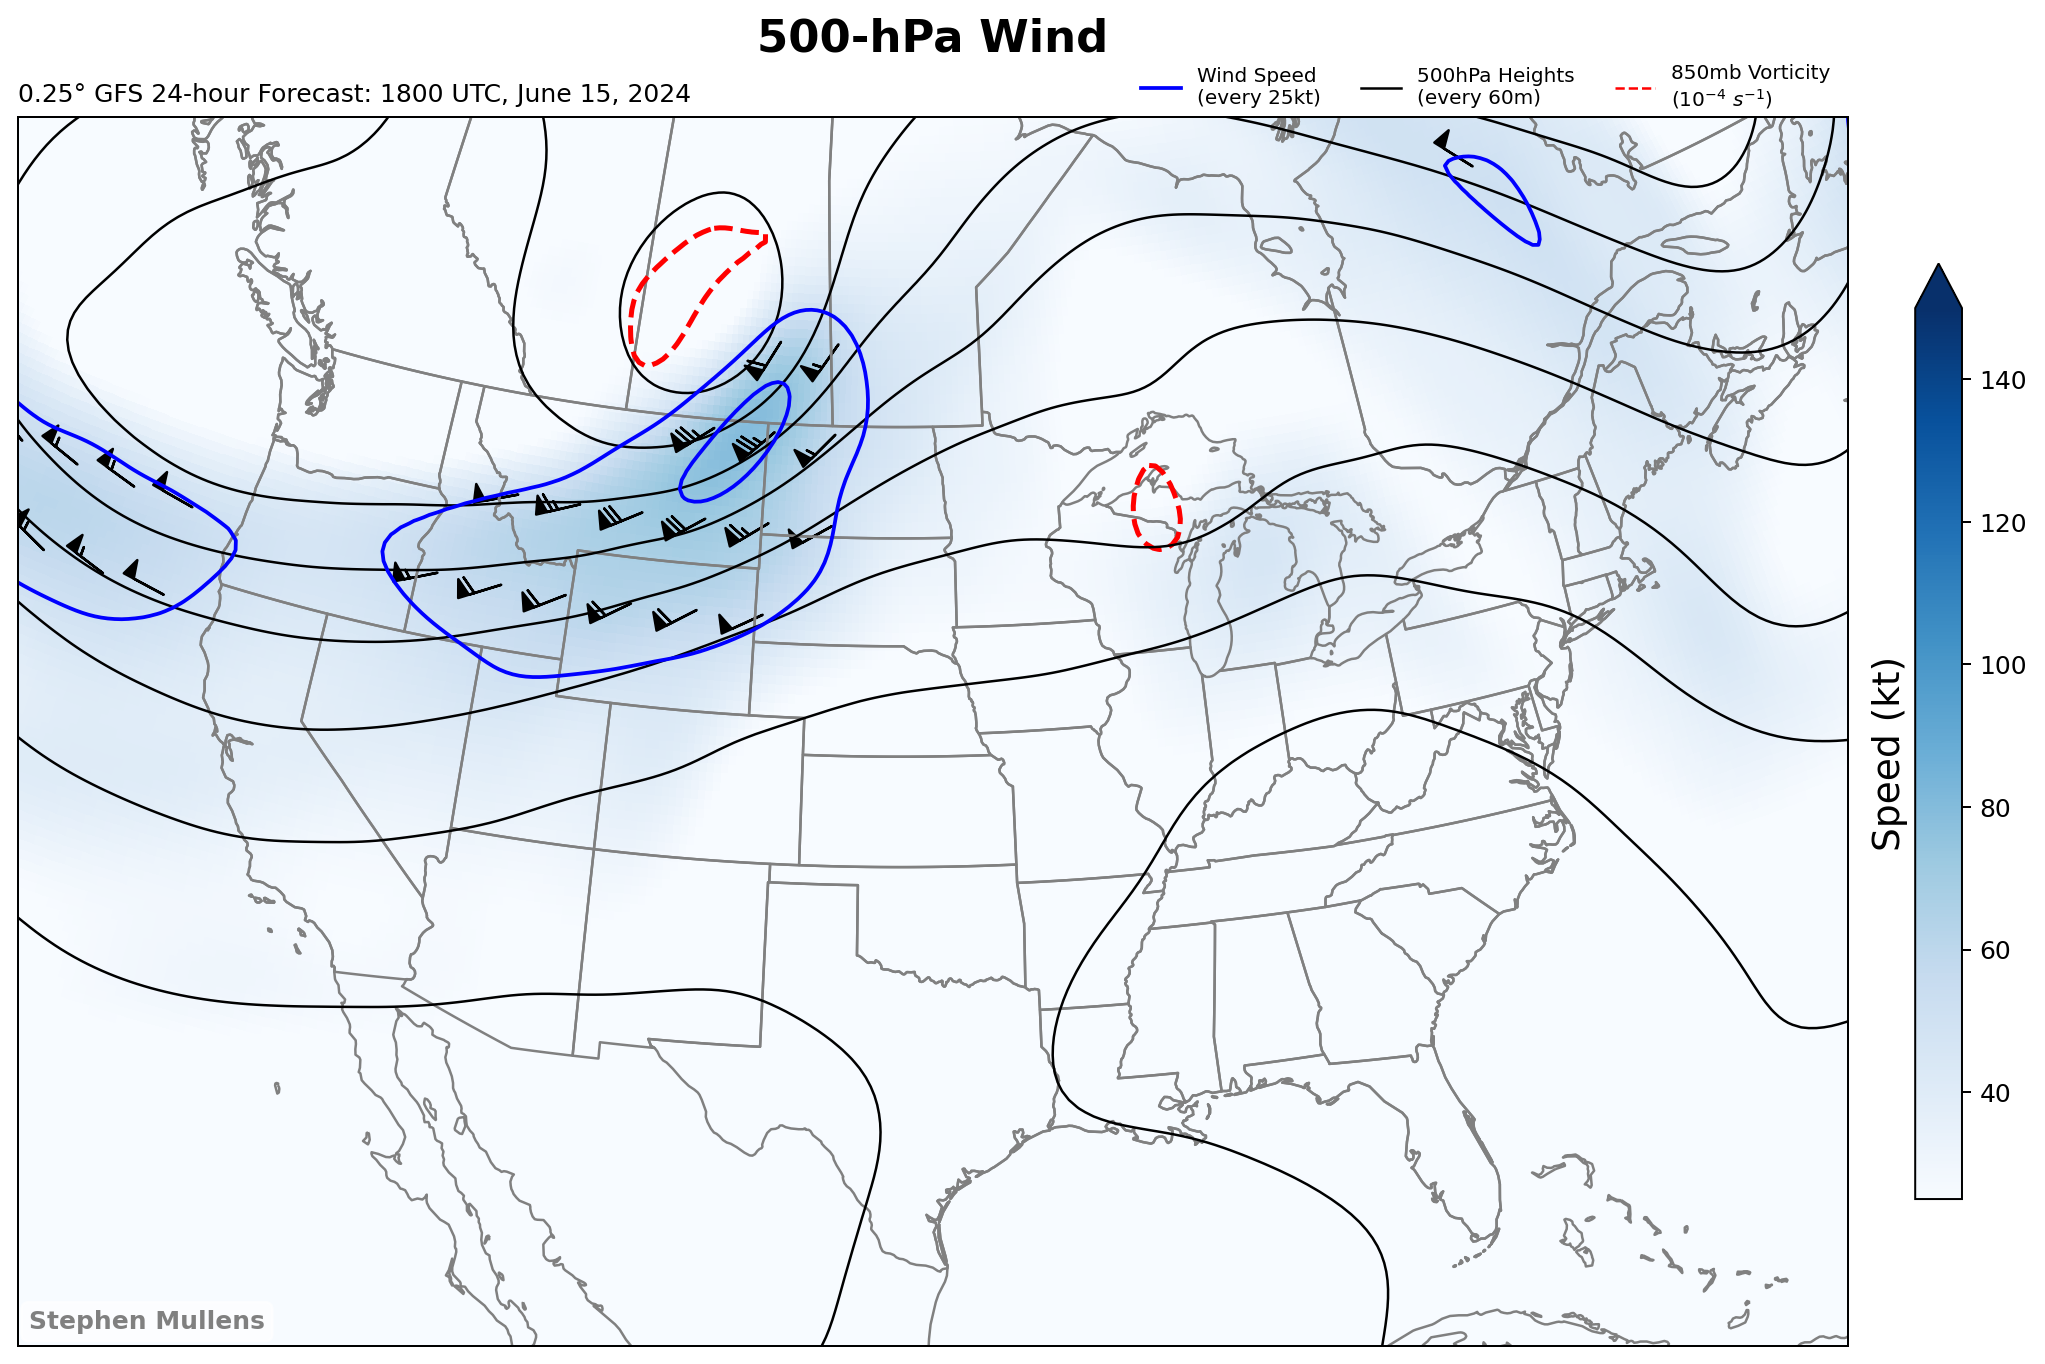 500-hPa Wind
0.25° GFS 24-hour Forecast: 1800 UTC, June 15, 2024
Wind Speed
(every 25kt)
500hPa Heights
(every 60m)
850mb Vorticity
(10⁻⁴ s⁻¹)
140
120
100
80
60
40
Speed (kt)
Stephen Mullens